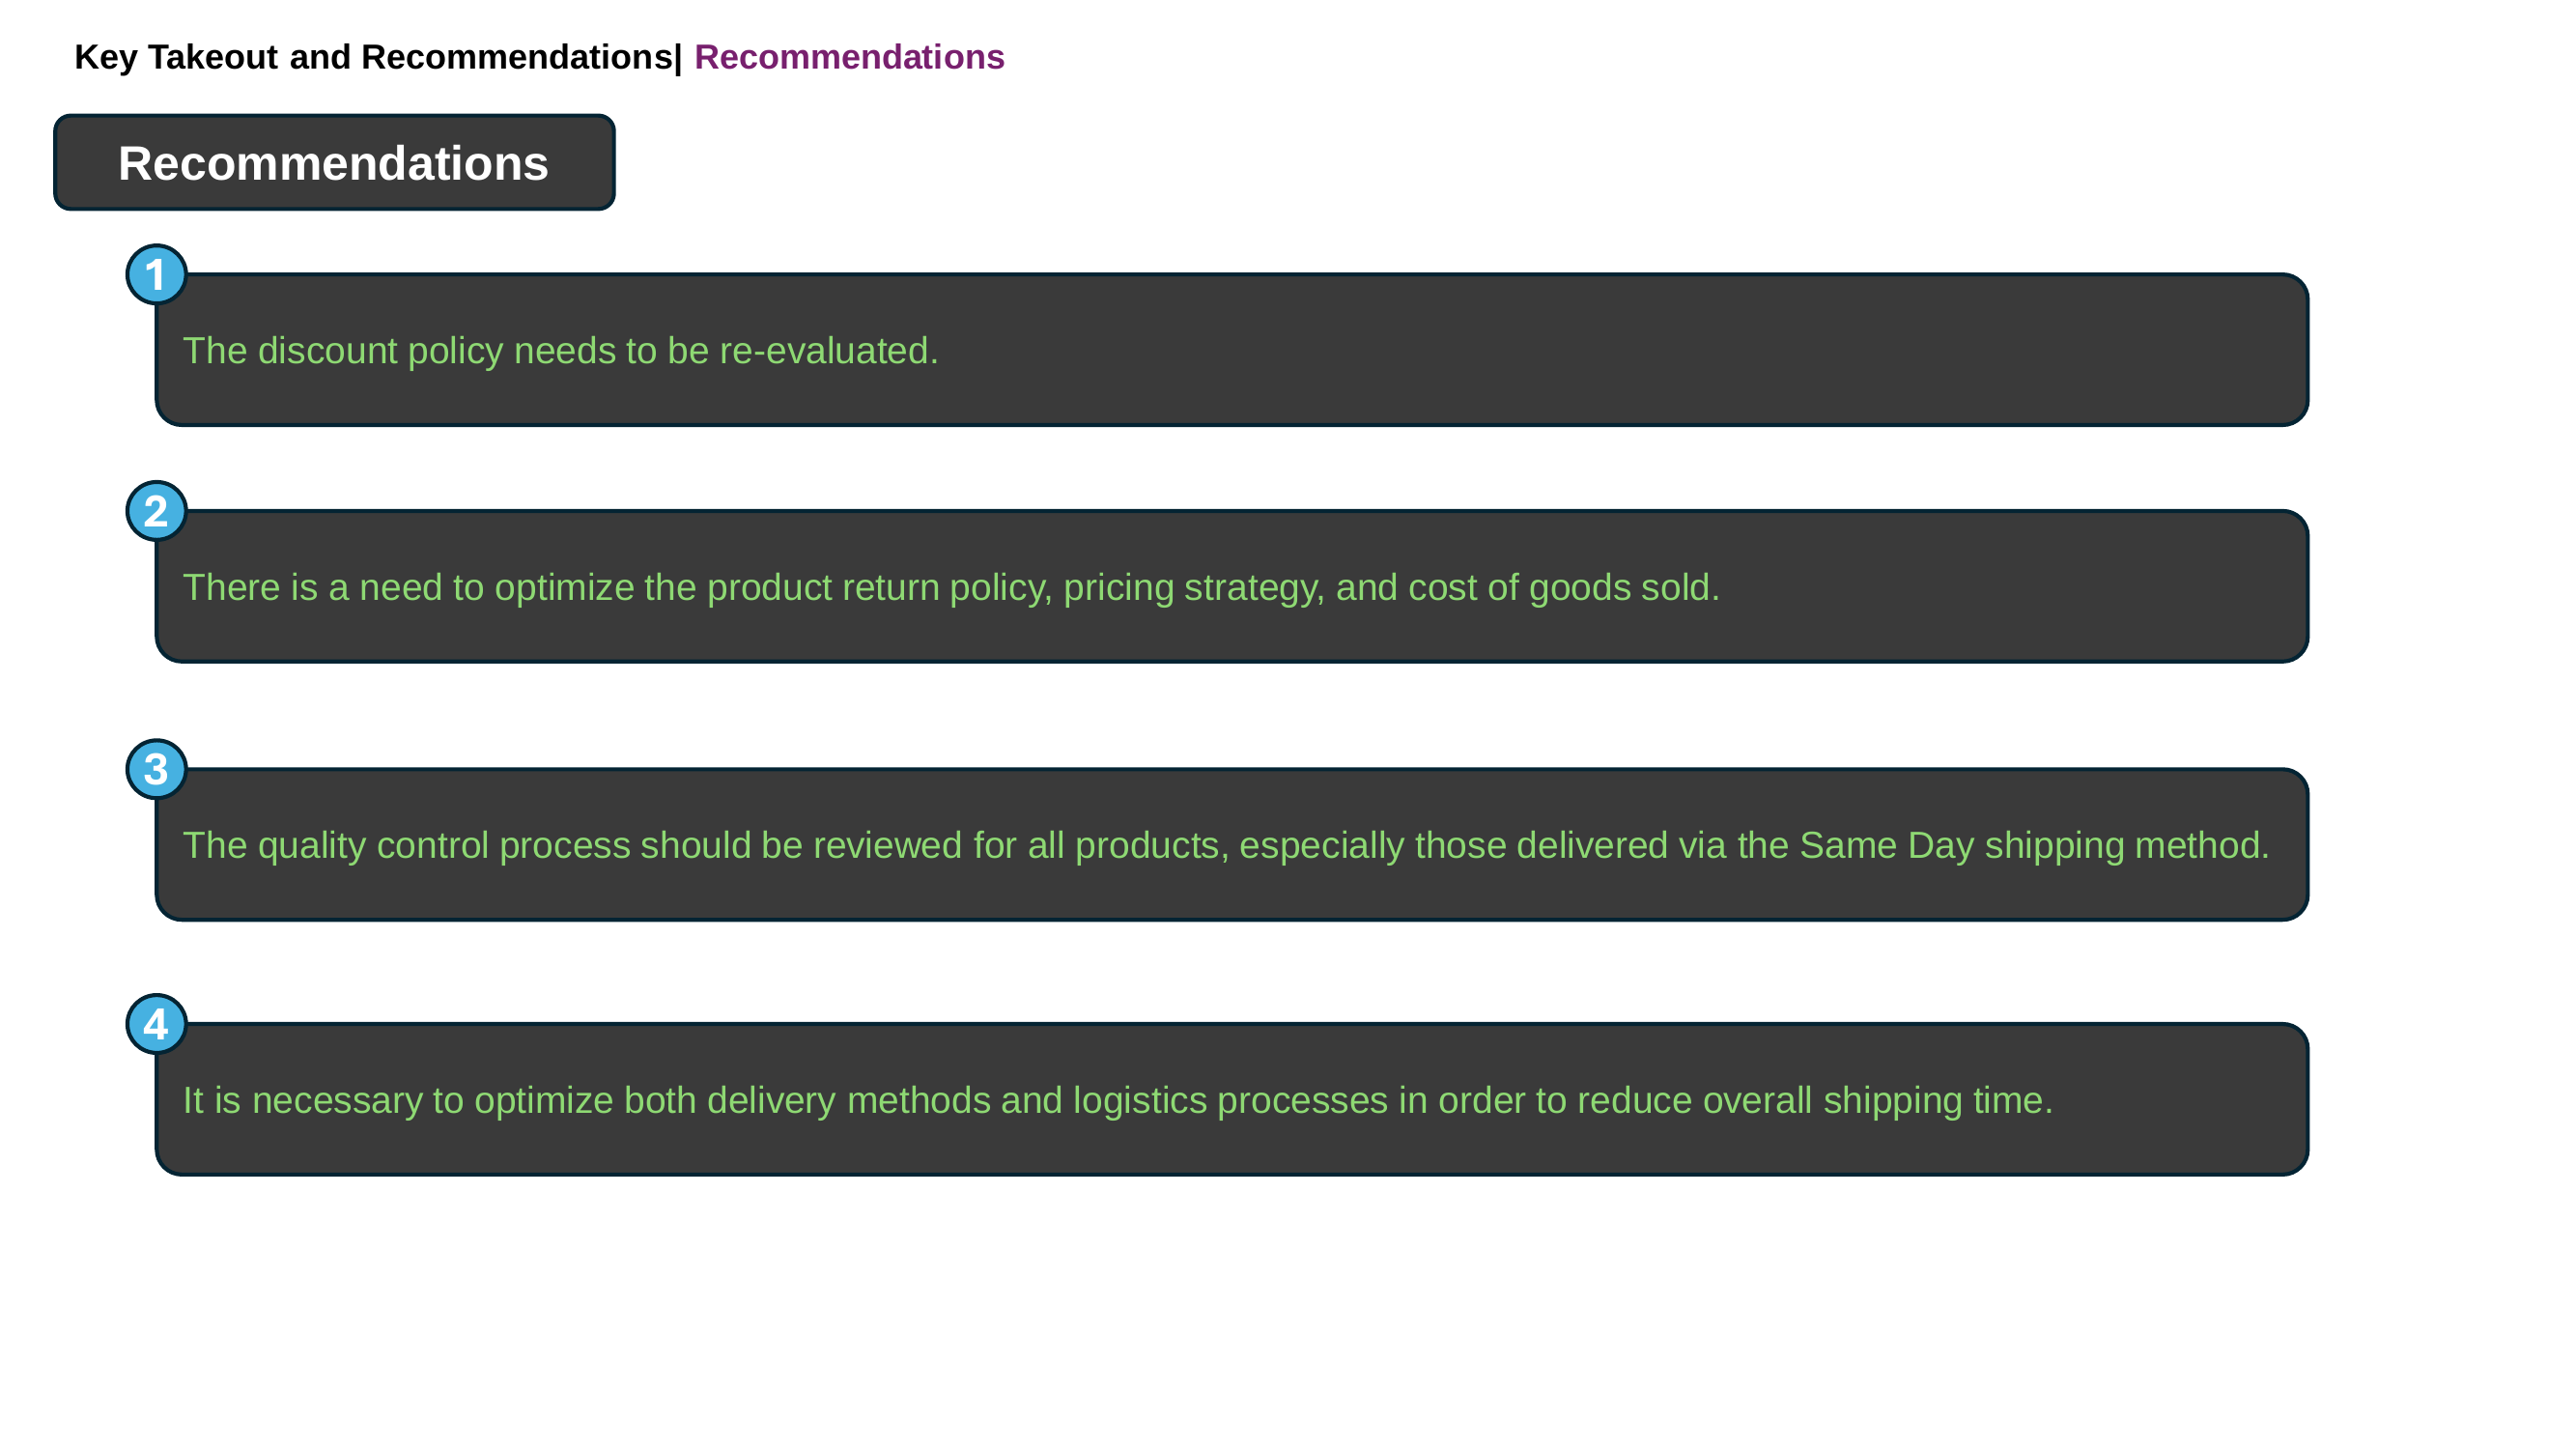 Key Takeout and Recommendations| Recommendations
Recommendations
1
The discount policy needs to be re-evaluated.
2
There is a need to optimize the product return policy, pricing strategy, and cost of goods sold.
3
The quality control process should be reviewed for all products, especially those delivered via the Same Day shipping method.
4
It is necessary to optimize both delivery methods and logistics processes in order to reduce overall shipping time.